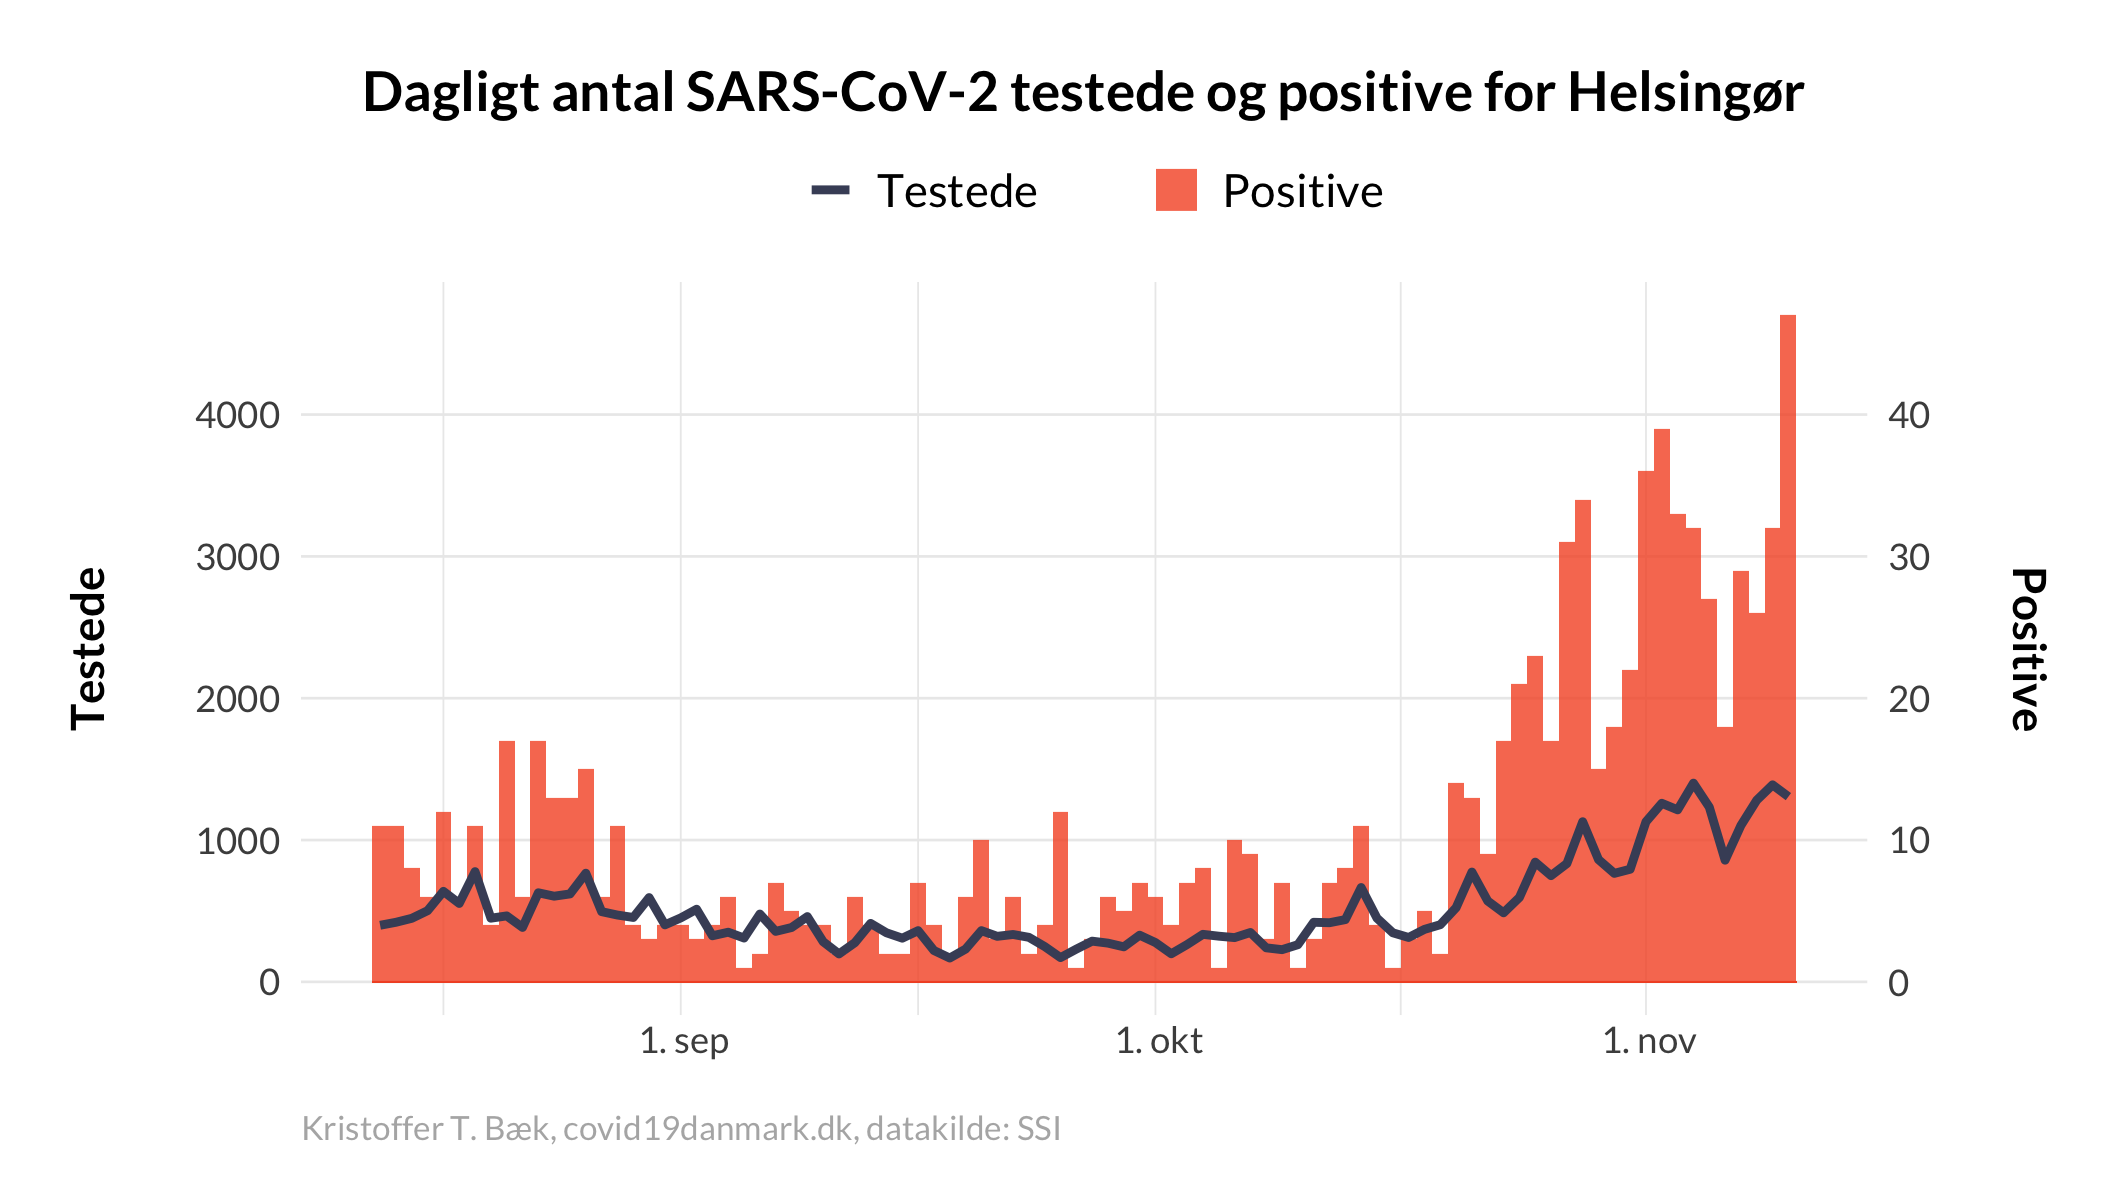 Dagligt antal SARS-CoV-2 testede og positive for Helsingør
Testede
Positive
4000
3000
2000
1000
0
Testede
40
30
20
10
0
Positive
1. sep
1. okt
1. nov
Kristoffer T. Bæk, covid19danmark.dk, datakilde: SSI